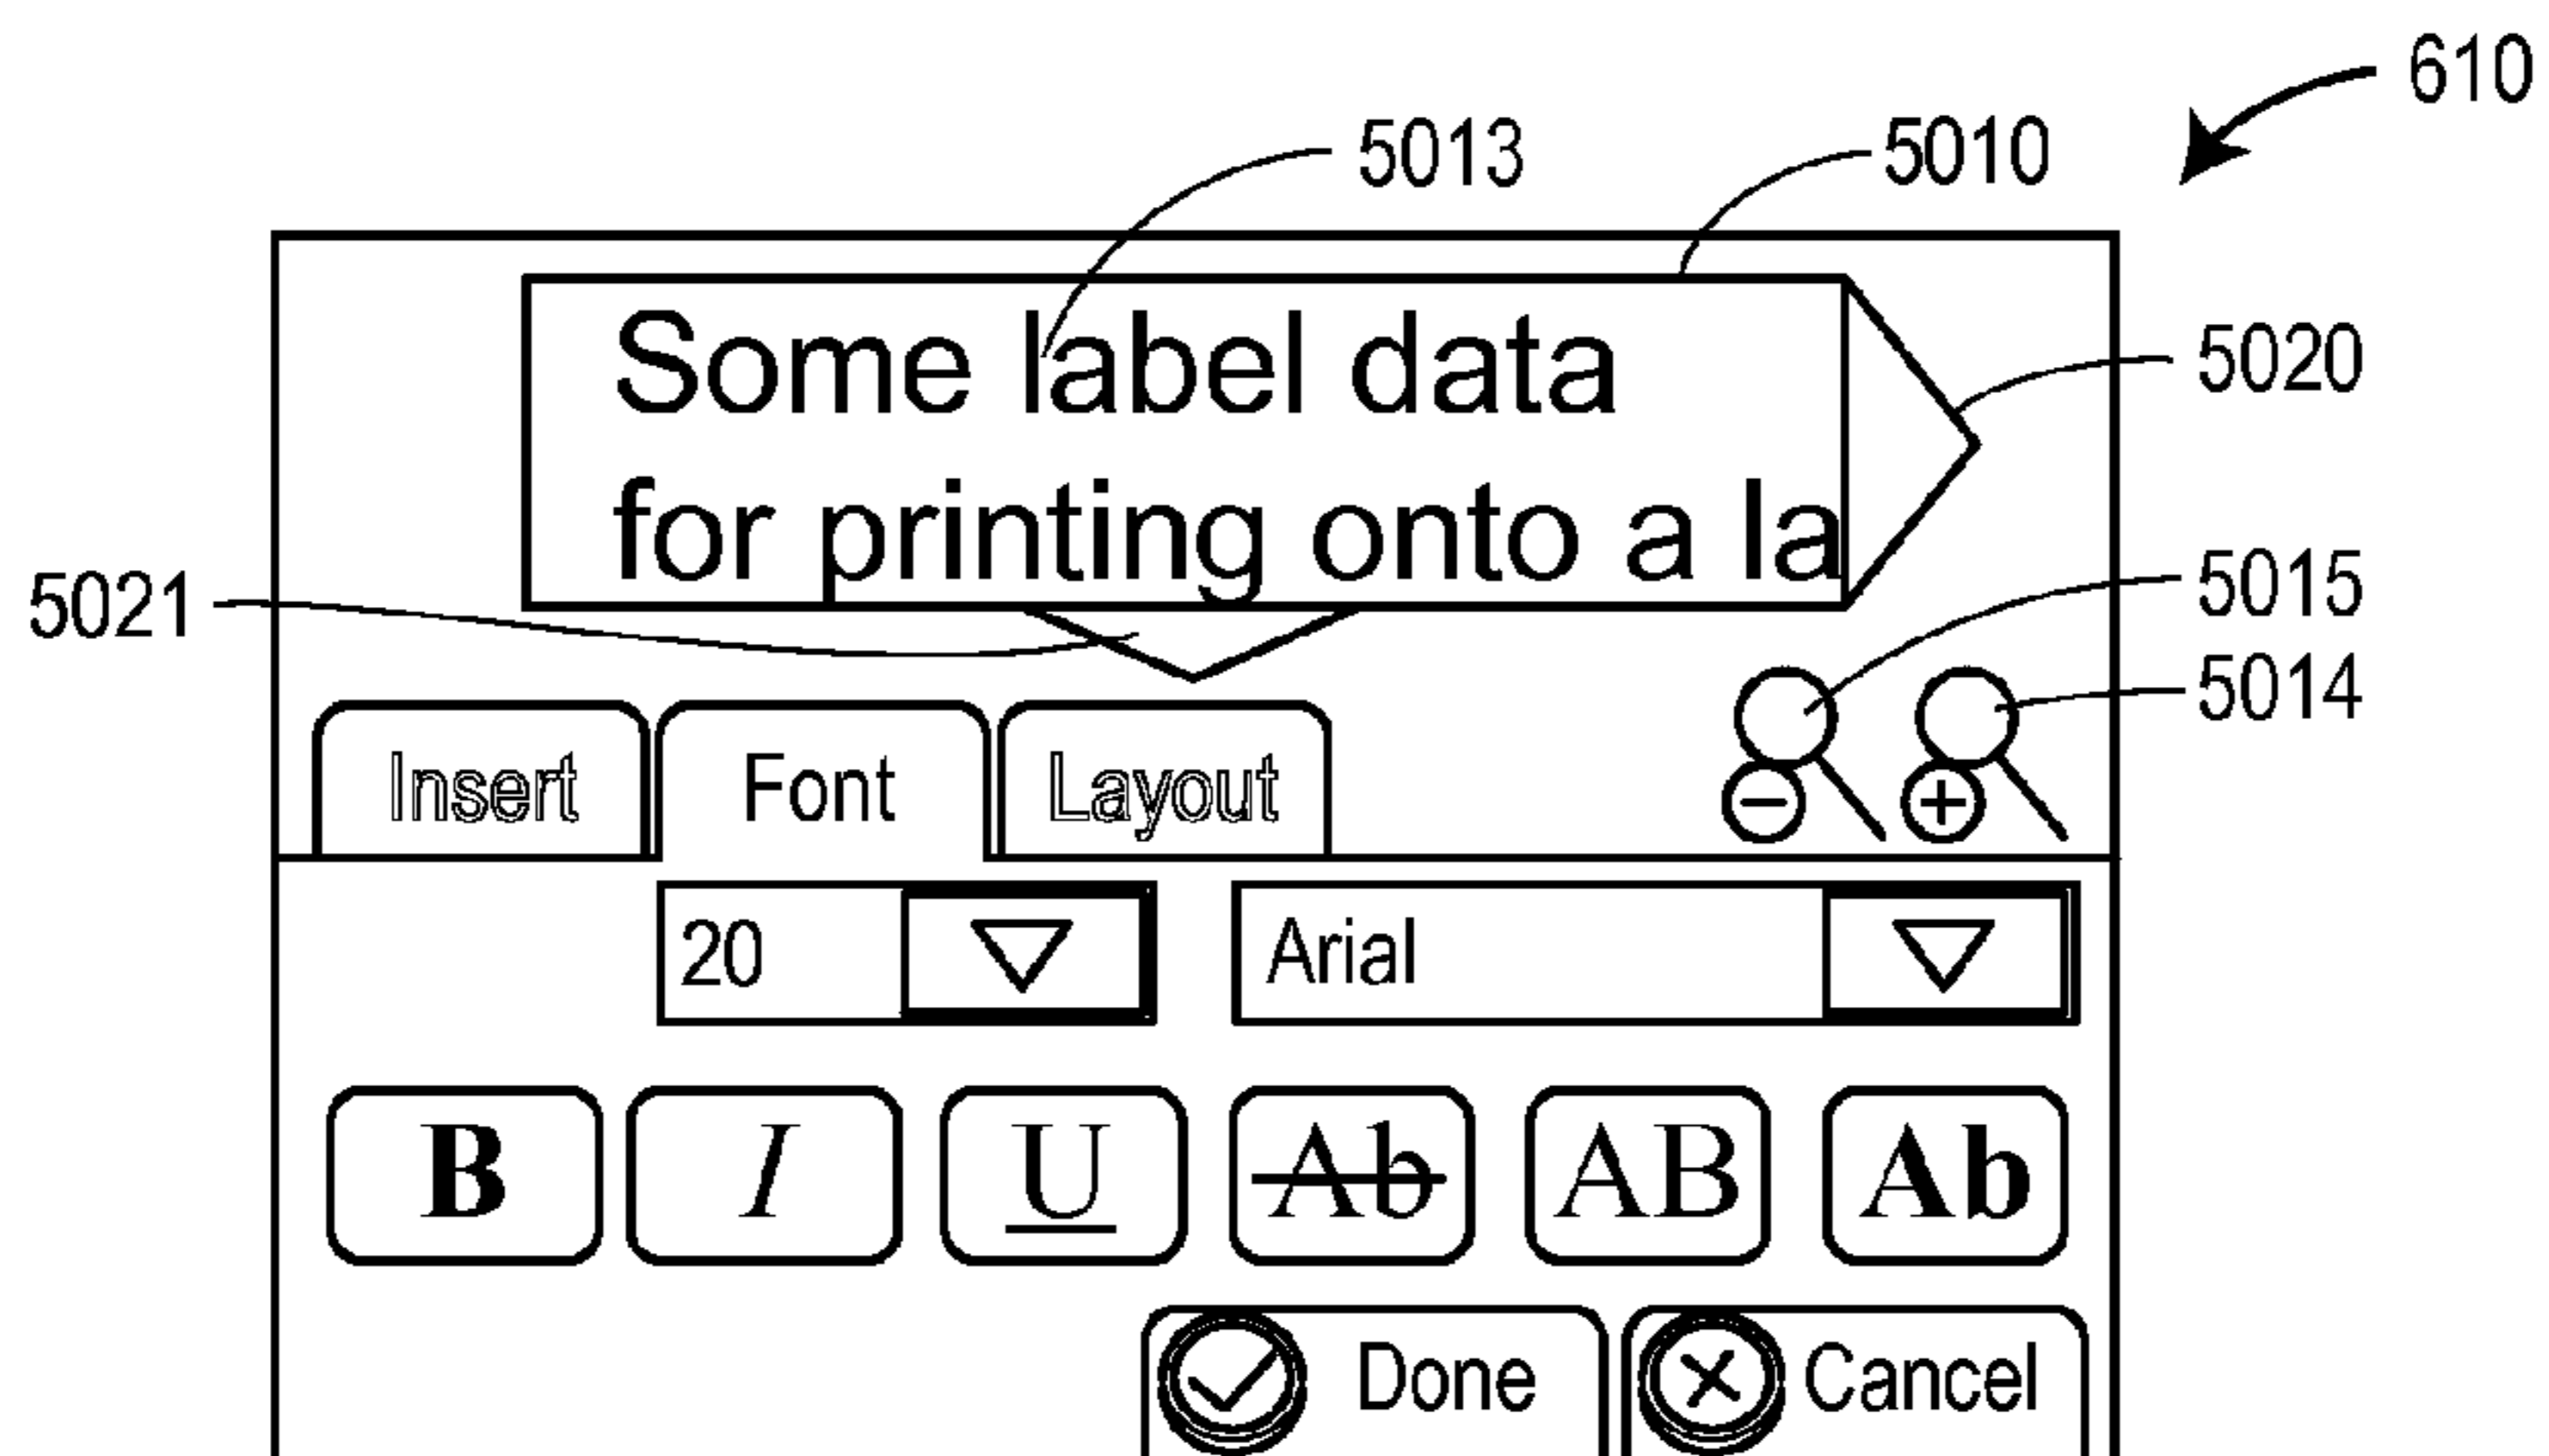 610
5013
5010
Some label data
for printing onto a la
5020
5015
5021
5014
Insert Font Layout
20 Arial
B I U Ab AB Ab
Done Cancel